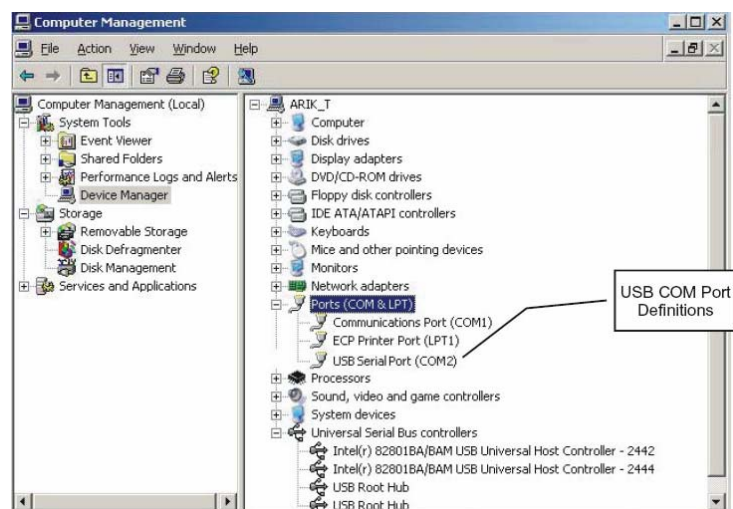 Computer Management
File Action View Window Help
Computer Management (Local)
System Tools
Event Viewer
Shared Folders
Performance Logs and Alerts
Device Manager
Storage
Removable Storage
Disk Defragmenter
Disk Management
Services and Applications
ARIK_T
Computer
Disk drives
Display adapters
DVD/CD-ROM drives
Floppy disk controllers
IDE ATA/ATAPI controllers
Keyboards
Mice and other pointing devices
Monitors
Network adapters
Ports (COM & LPT)
Communications Port (COM1)
ECP Printer Port (LPT1)
USB Serial Port (COM2)
Processors
Sound, video and game controllers
System devices
Universal Serial Bus controllers
Intel(r) 82801BA/BAM USB Universal Host Controller - 2442
Intel(r) 82801BA/BAM USB Universal Host Controller - 2444
USB Root Hub
USB Root Hub
USB COM Port
Definitions